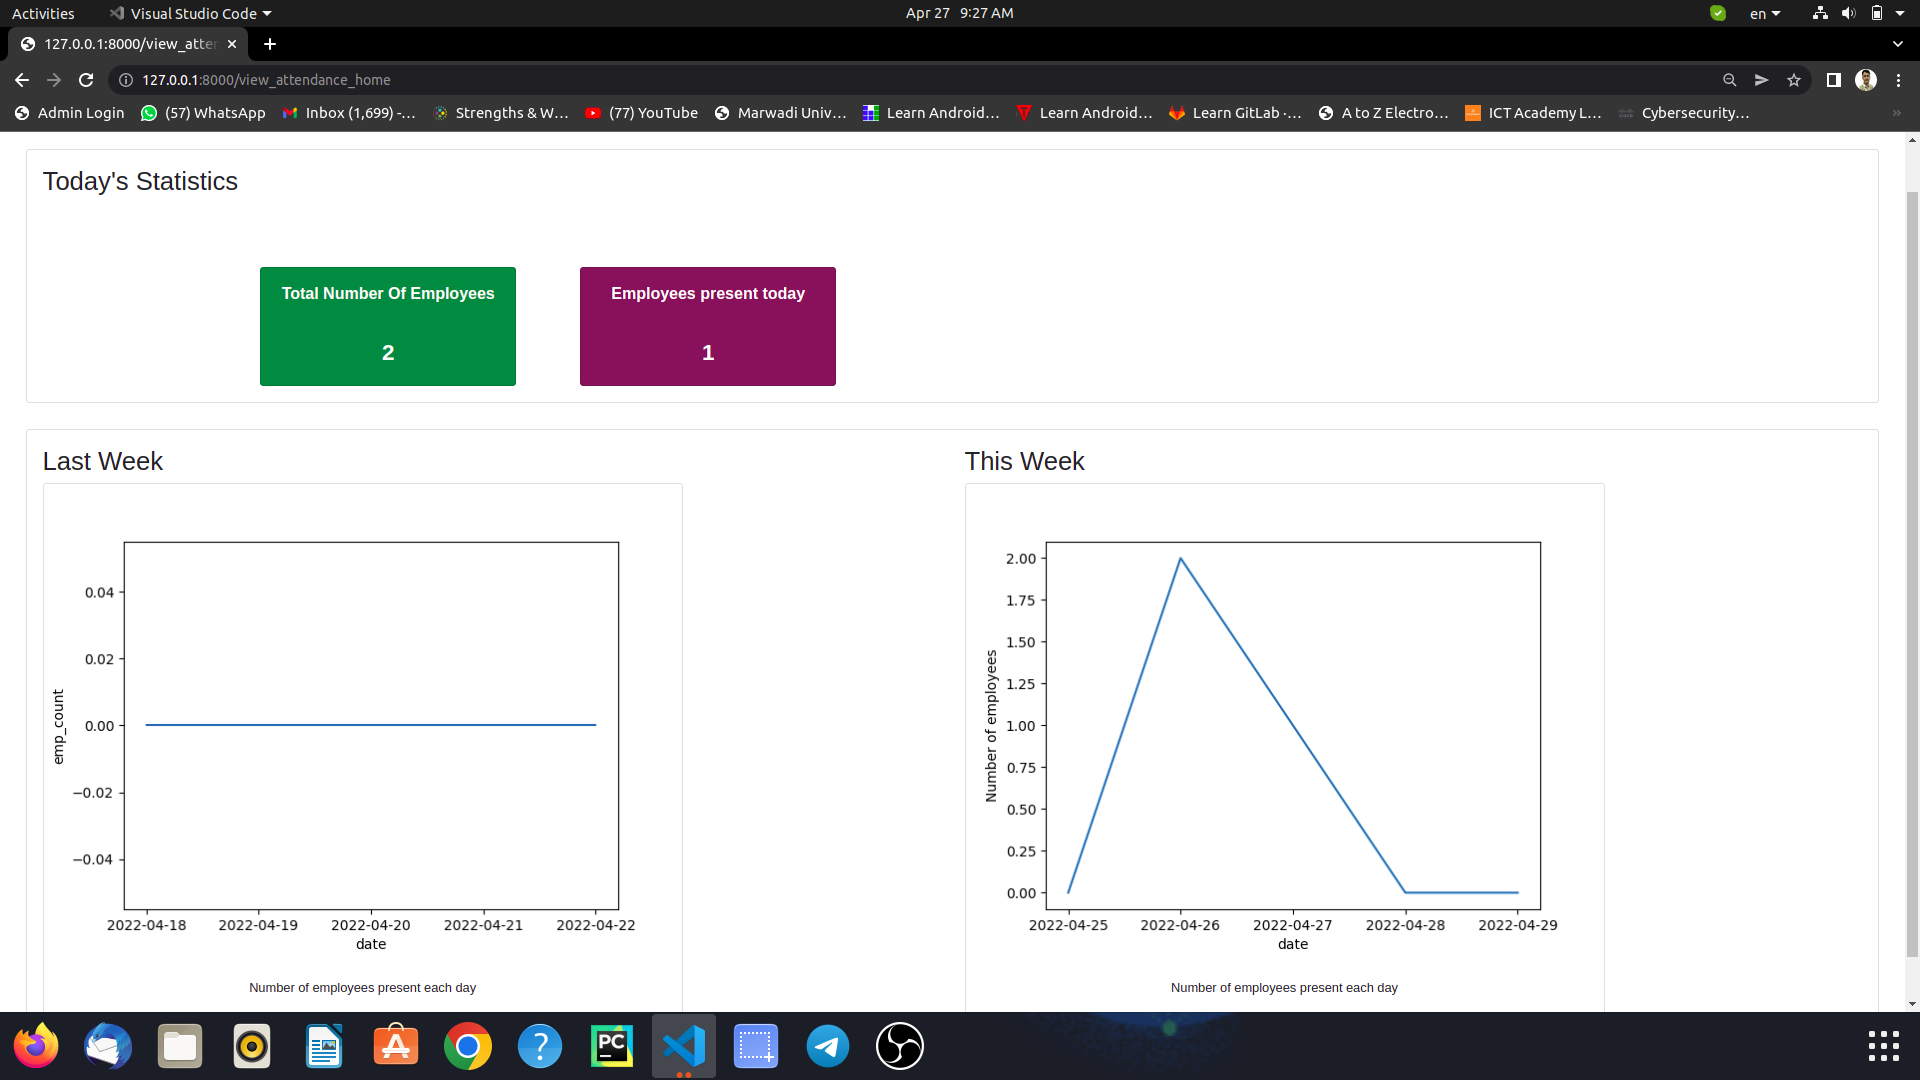 Activities Visual Studio Code Apr 27 9:27 AM en
127.0.0.1:8000/view_atter
127.0.0.1:8000/view_attendance_home
Admin Login (57) WhatsApp Inbox (1,699) -... Strengths & W... (77) YouTube Marwadi Univ... Learn Android... Learn Android... Learn GitLab ·... A to Z Electro... ICT Academy L... Cybersecurity... »
Today's Statistics
Total Number Of Employees
2
Employees present today
1
Last Week
0.04
0.02
0.00
−0.02
−0.04
emp_count
2022-04-18 2022-04-19 2022-04-20 2022-04-21 2022-04-22
date
Number of employees present each day
This Week
2.00
1.75
1.50
1.25
1.00
0.75
0.50
0.25
0.00
Number of employees
2022-04-25 2022-04-26 2022-04-27 2022-04-28 2022-04-29
date
Number of employees present each day
A ? PC